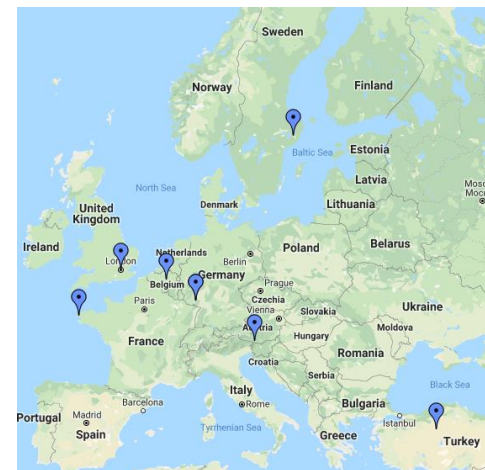 Sweden
Norway
Finland
Estonia
Baltic Sea
Latvia
North Sea
Denmark
Lithuania
Mosc
Мос
United
Kingdom
Ireland
London
Netherlands
Berlin
Poland
Belarus
Belgium
Germany
Prague
Paris
Czechia
Vienna
Slovakia
Ukraine
Austria
Hungary
Moldova
France
Romania
Croatia
Serbia
Italy
Black Sea
Barcelona
Rome
Bulgaria
Portugal
Madrid
Spain
Tyrrhenian Sea
Istanbul
Greece
Turkey